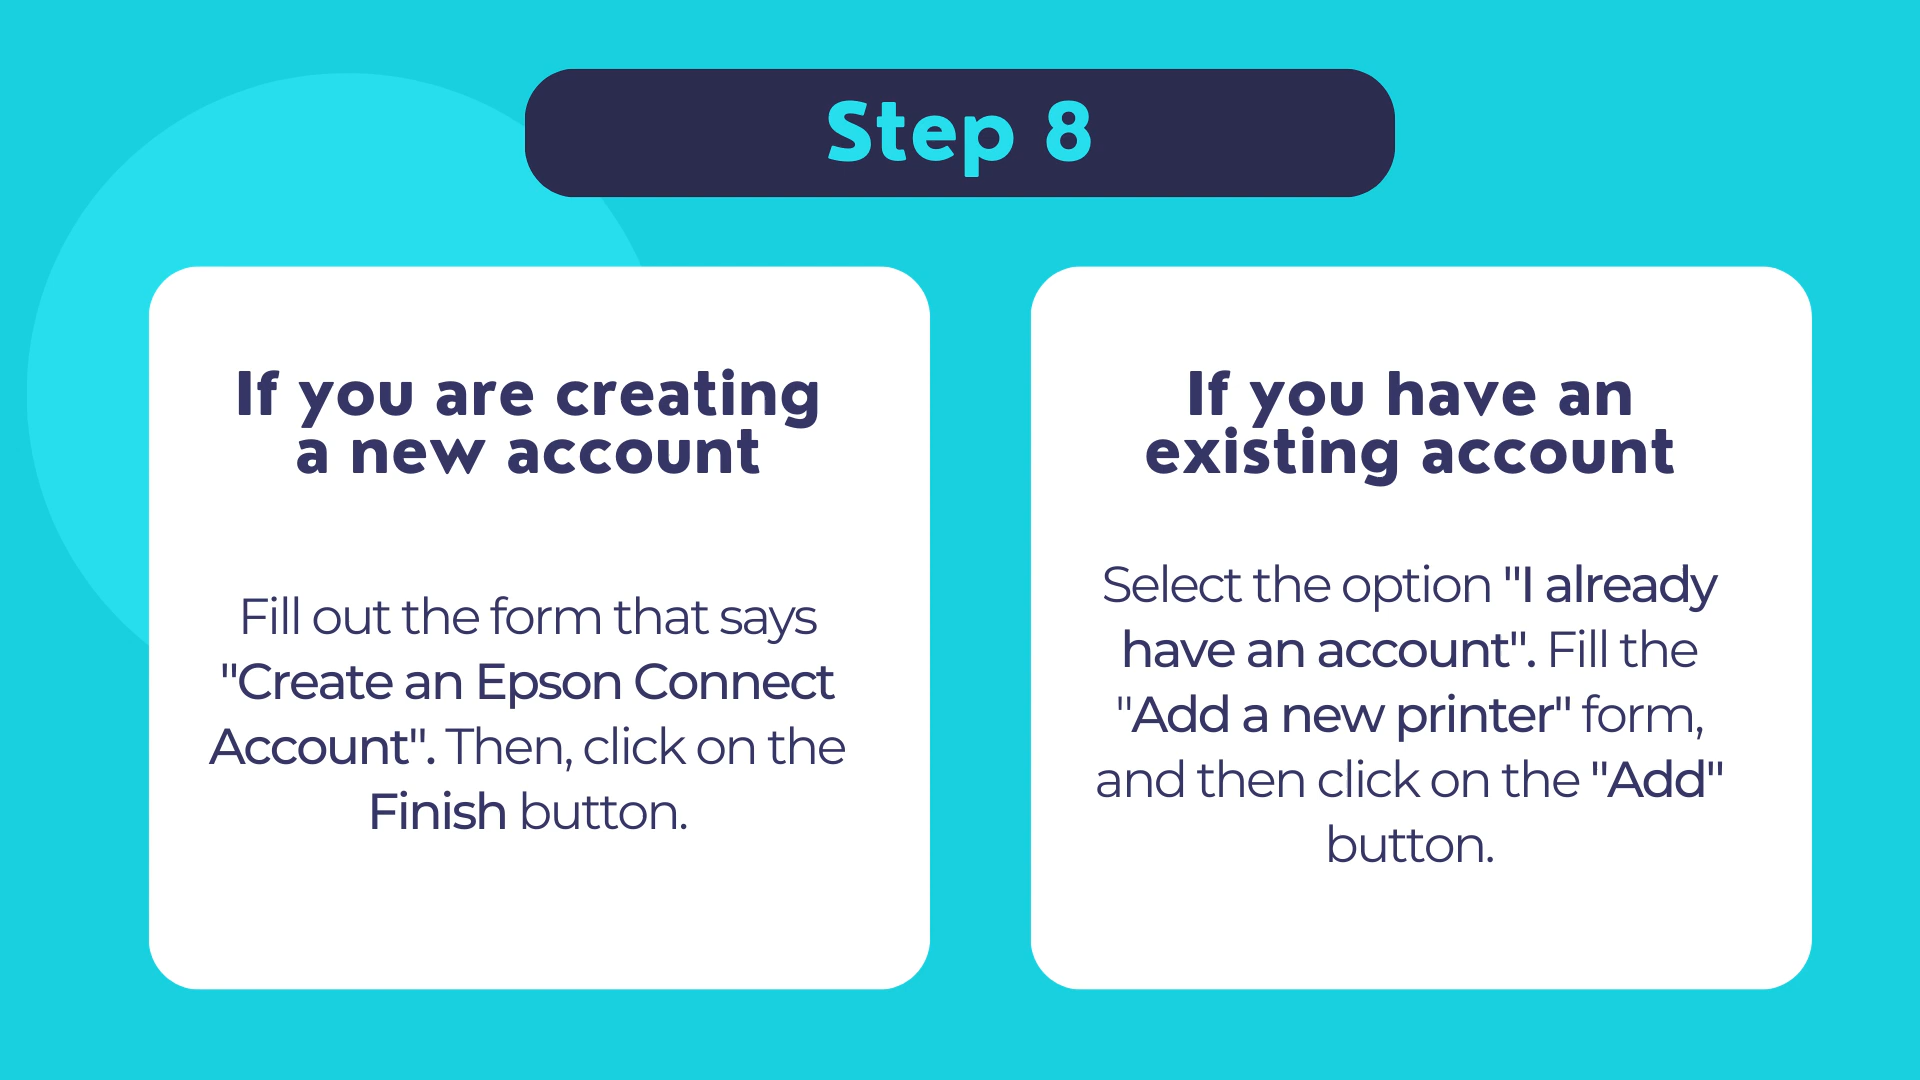 Step 8
If you are creating
a new account
Fill out the form that says
"Create an Epson Connect
Account". Then, click on the
Finish button.
If you have an
existing account
Select the option "I already
have an account". Fill the
"Add a new printer" form,
and then click on the "Add"
button.